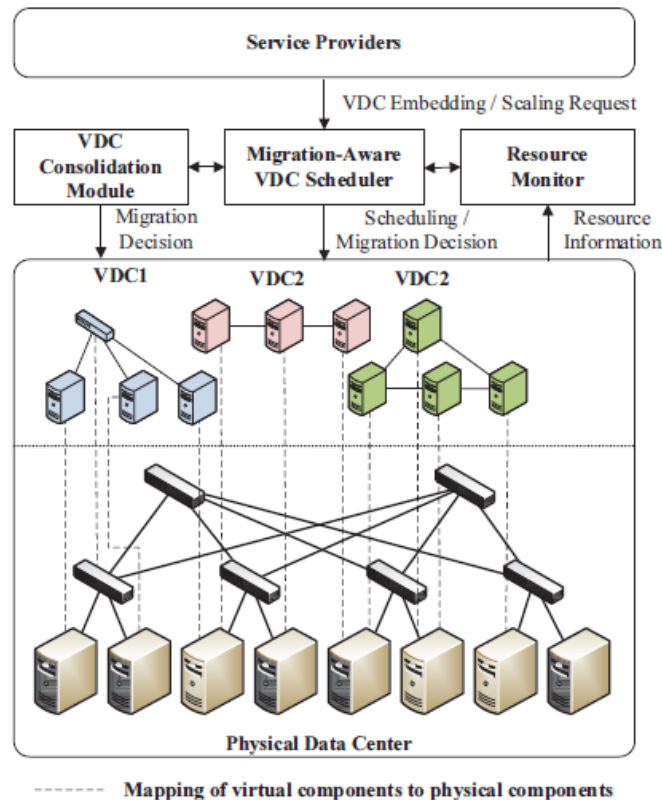 Service Providers
VDC Embedding / Scaling Request
VDC
Consolidation
Module
Migration-Aware
VDC Scheduler
Resource
Monitor
Migration
Decision
Scheduling /
Migration Decision
Resource
Information
VDC1
VDC2
VDC2
Physical Data Center
Mapping of virtual components to physical components